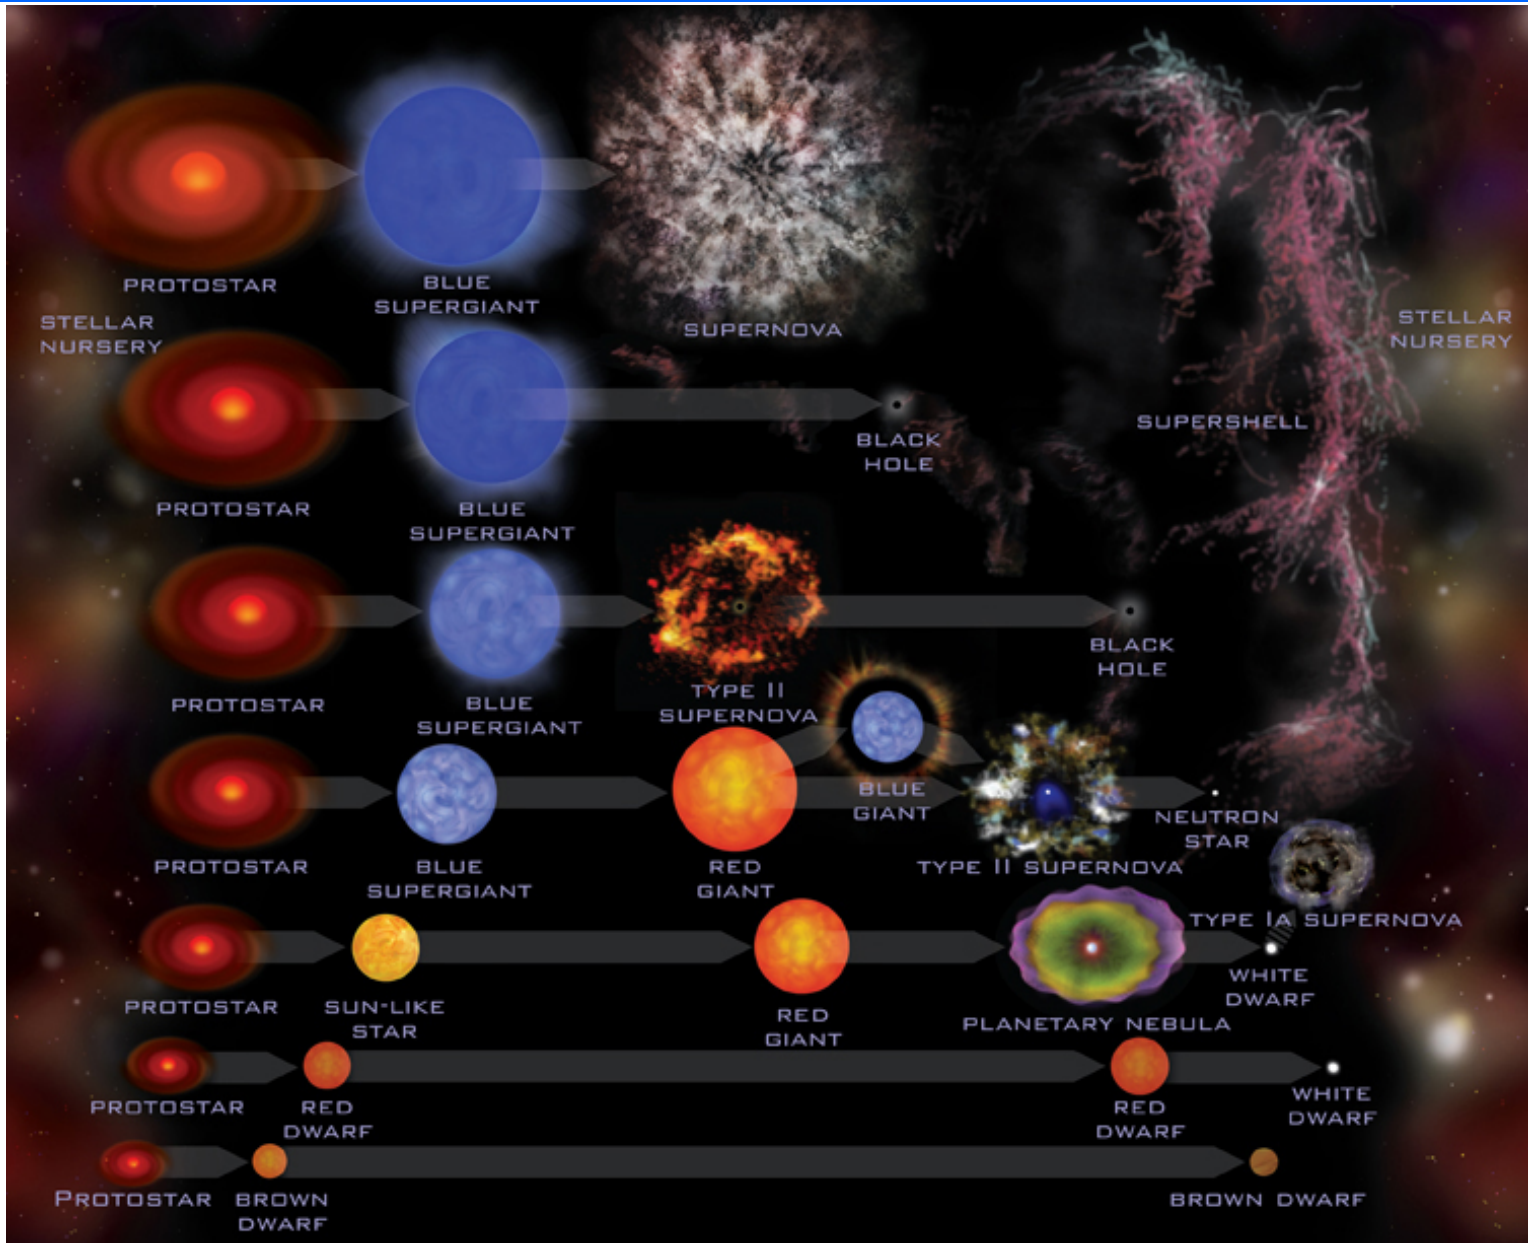 PROTOSTAR
BLUE
SUPERGIANT
SUPERNOVA
STELLAR
NURSERY
STELLAR
NURSERY
PROTOSTAR
BLUE
SUPERGIANT
BLACK
HOLE
SUPERSHELL
PROTOSTAR
BLUE
SUPERGIANT
TYPE II
SUPERNOVA
BLACK
HOLE
PROTOSTAR
BLUE
SUPERGIANT
RED
GIANT
BLUE
GIANT
TYPE II SUPERNOVA
NEUTRON
STAR
PROTOSTAR
SUN-LIKE
STAR
RED
GIANT
PLANETARY NEBULA
TYPE IA SUPERNOVA
WHITE
DWARF
PROTOSTAR
RED
DWARF
RED
DWARF
WHITE
DWARF
PROTOSTAR
BROWN
DWARF
BROWN DWARF